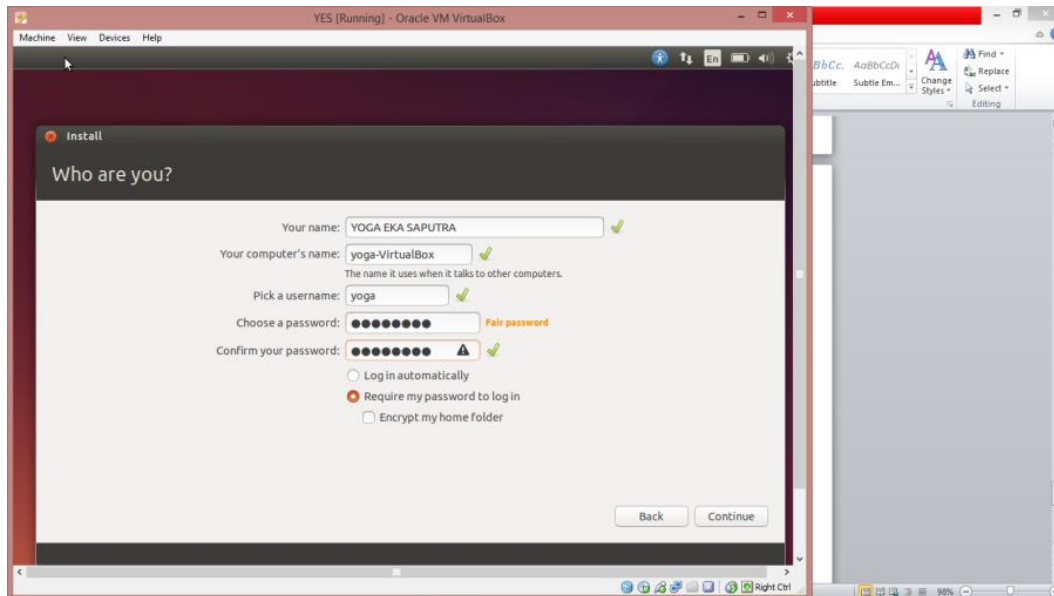 YES [Running] - Oracle VM VirtualBox
Machine View Devices Help
En
Install
Who are you?
Your name: YOGA EKA SAPUTRA
Your computer's name: yoga-VirtualBox
The name it uses when it talks to other computers.
Pick a username: yoga
Choose a password: Fair password
Confirm your password:
Log in automatically
Require my password to log in
Encrypt my home folder
Back Continue
Right Ctrl
AaBbCcDc
Subtle Em...
Change
Styles
Find
Replace
Select
Editing
98%